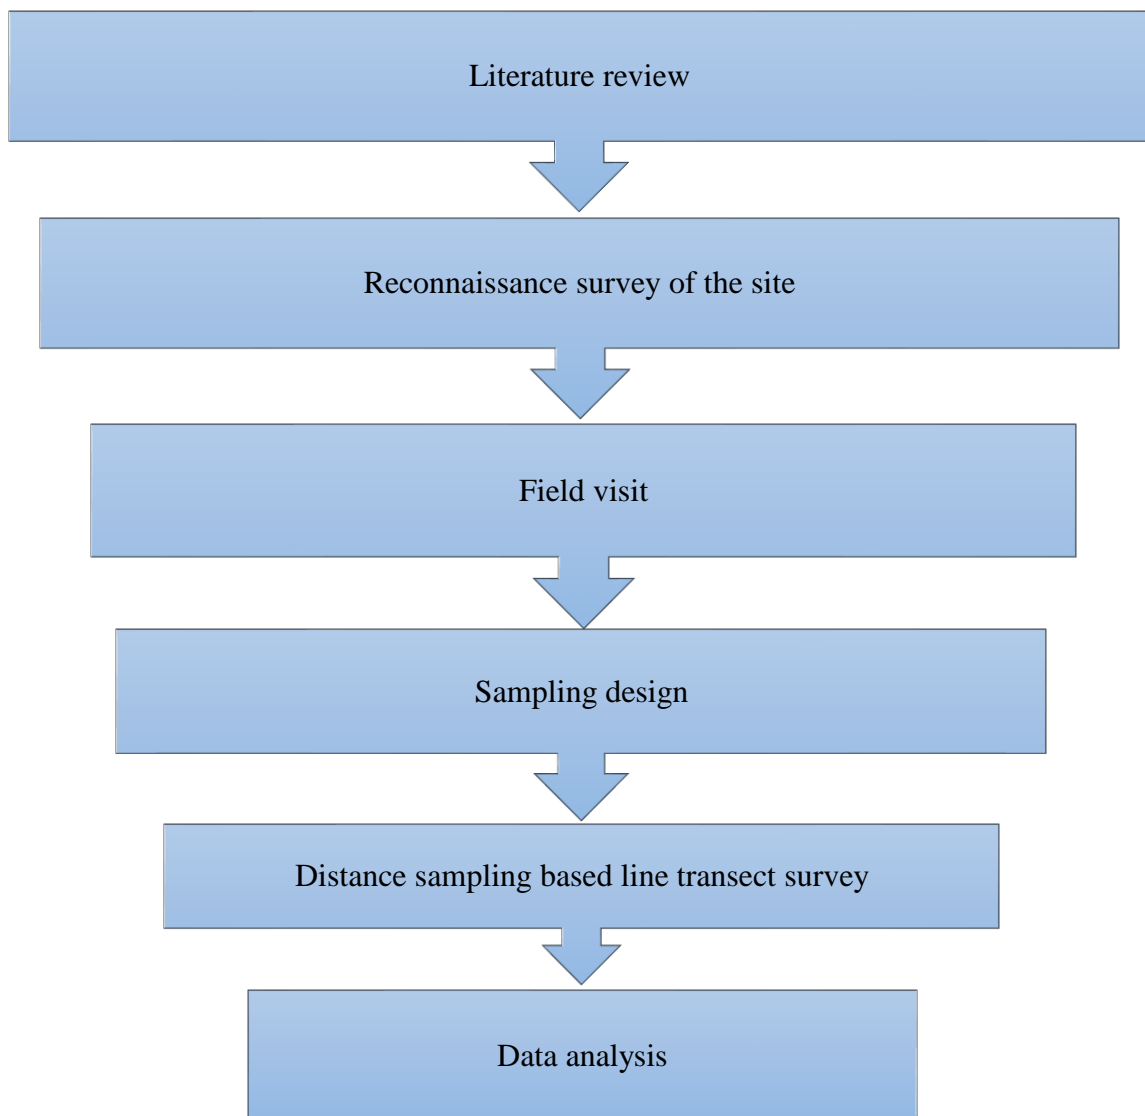 Literature review
Reconnaissance survey of the site
Field visit
Sampling design
Distance sampling based line transect survey
Data analysis